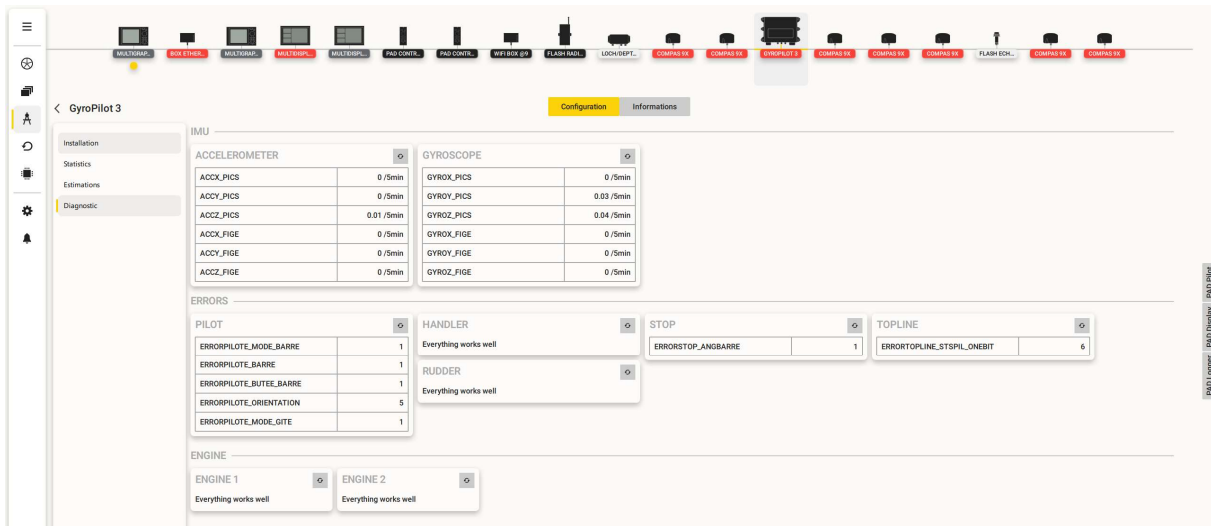 MULTIGRAP...
BOX ETHER...
MULTIGRAP...
MULTIDISPL...
MULTIDISPL...
PAD CONTR...
PAD CONTR...
WIFI BOX @9
FLASH RADI...
LOCH/DEPT...
COMPAS 9X
COMPAS 9X
GYROPILOT 3
COMPAS 9X
COMPAS 9X
COMPAS 9X
FLASH ECH...
COMPAS 9X
COMPAS 9X
GyroPilot 3
Configuration Informations
Installation
Statistics
Estimations
Diagnostic
IMU
ACCELEROMETER
ACCX_PICS 0 /5min
ACCY_PICS 0 /5min
ACCZ_PICS 0.01 /5min
ACCX_FIGE 0 /5min
ACCY_FIGE 0 /5min
ACCZ_FIGE 0 /5min
GYROSCOPE
GYROX_PICS 0 /5min
GYROY_PICS 0.03 /5min
GYROZ_PICS 0.04 /5min
GYROX_FIGE 0 /5min
GYROY_FIGE 0 /5min
GYROZ_FIGE 0 /5min
ERRORS
PILOT
ERRORPILOTE_MODE_BARRE 1
ERRORPILOTE_BARRE 1
ERRORPILOTE_BUTEE_BARRE 1
ERRORPILOTE_ORIENTATION 5
ERRORPILOTE_MODE_GITE 1
HANDLER
Everything works well
RUDDER
Everything works well
STOP
ERRORSTOP_ANGBARRE 1
TOPLINE
ERRORTOPLINE_STSPIL_ONEBIT 6
ENGINE
ENGINE 1
Everything works well
ENGINE 2
Everything works well
PAD Pilot
PAD Display
PAD Logger